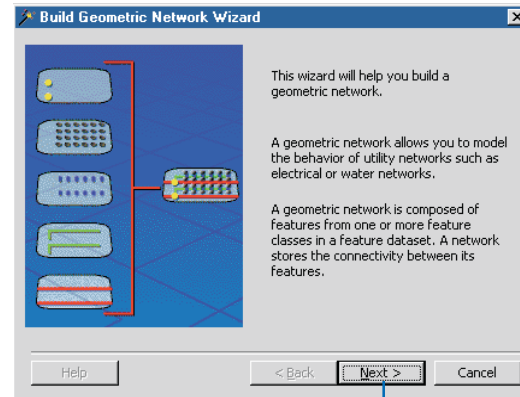 Build Geometric Network Wizard
This wizard will help you build a
geometric network.
A geometric network allows you to model
the behavior of utility networks such as
electrical or water networks.
A geometric network is composed of
features from one or more feature
classes in a feature dataset. A network
stores the connectivity between its
features.
Help
< Back
Next >
Cancel